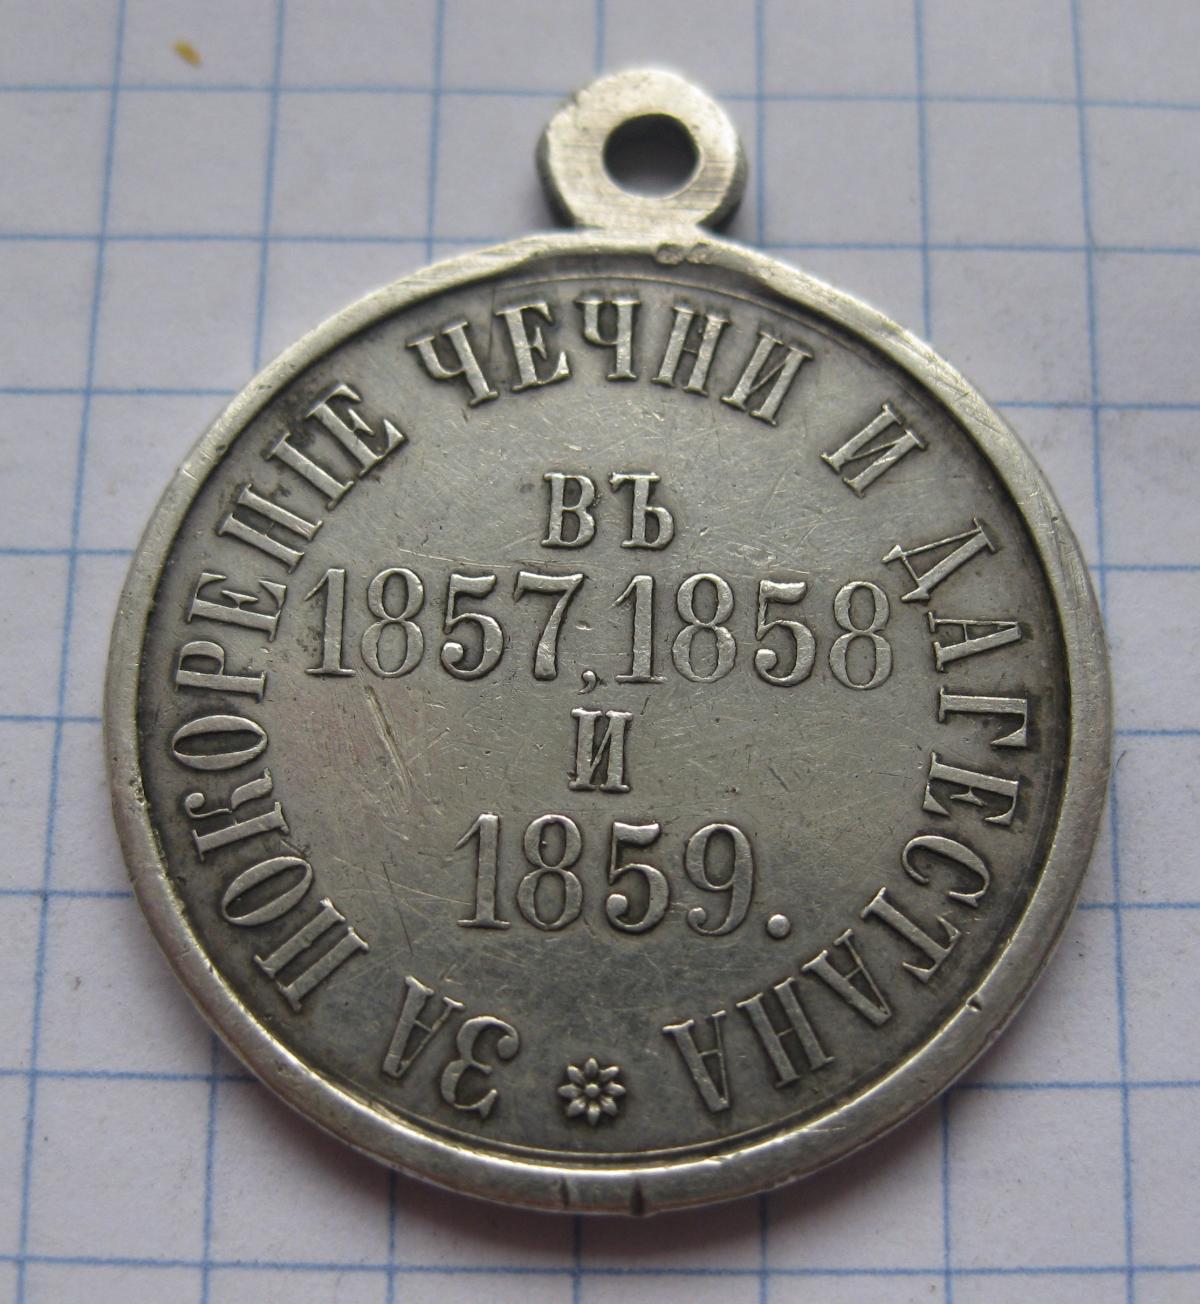 ЗА ПОКОРЕНІЕ ЧЕЧНИ И ДАГЕСТАНА
ВЪ
1857, 1858
И
1859.